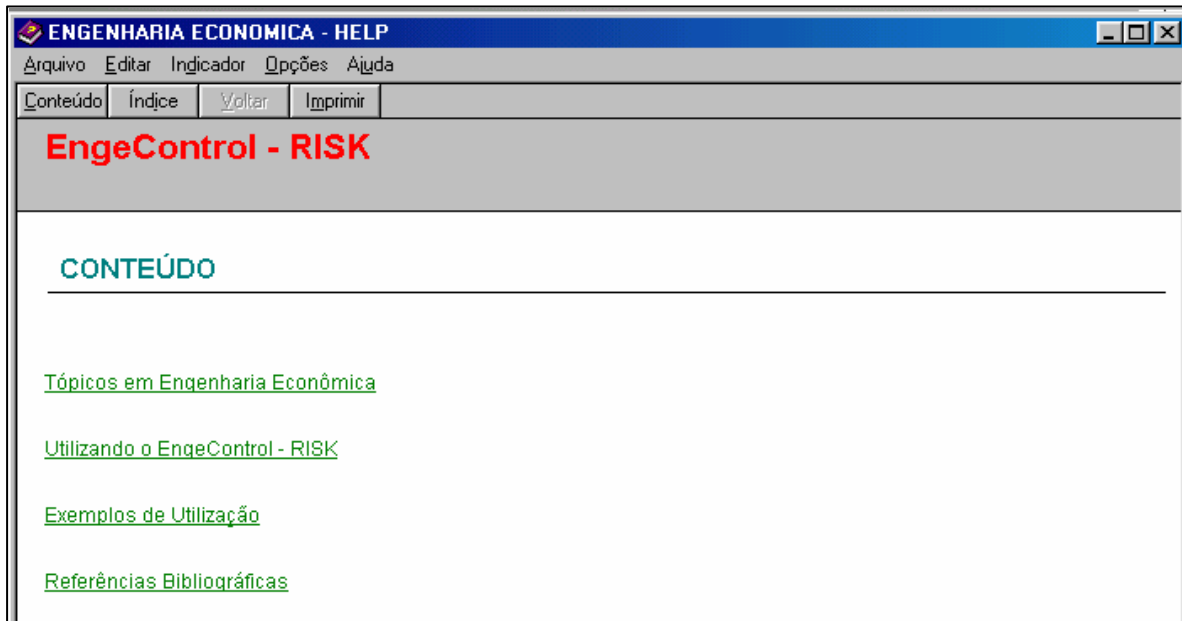 ENGENHARIA ECONOMICA - HELP
Arquivo Editar Indicador Opções Ajuda
Conteúdo Índice Voltar Imprimir
EngeControl - RISK
CONTEÚDO
Tópicos em Engenharia Econômica
Utilizando o EngeControl - RISK
Exemplos de Utilização
Referências Bibliográficas